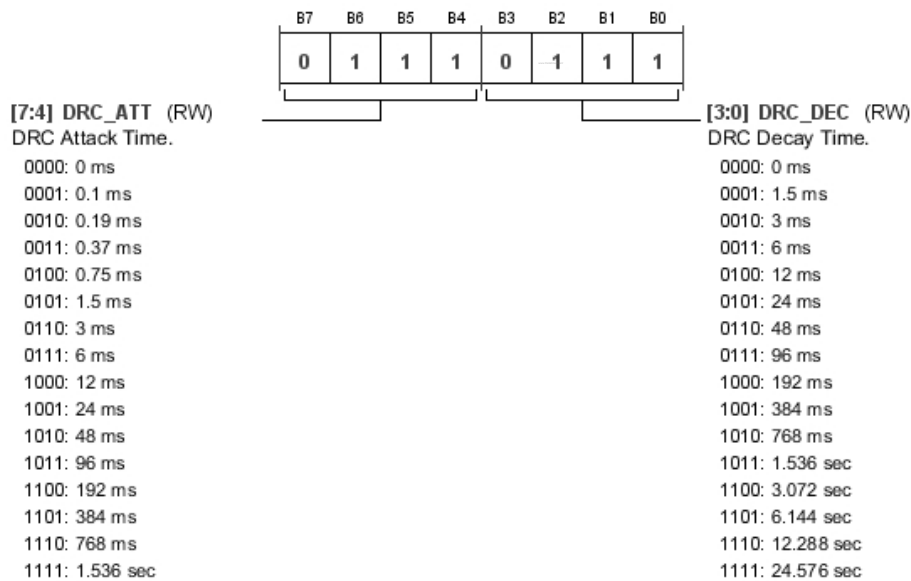 B7 B6 B5 B4 B3 B2 B1 B0
0 1 1 1 0 1 1 1
[7:4] DRC_ATT (RW)
DRC Attack Time.
0000: 0 ms
0001: 0.1 ms
0010: 0.19 ms
0011: 0.37 ms
0100: 0.75 ms
0101: 1.5 ms
0110: 3 ms
0111: 6 ms
1000: 12 ms
1001: 24 ms
1010: 48 ms
1011: 96 ms
1100: 192 ms
1101: 384 ms
1110: 768 ms
1111: 1.536 sec
[3:0] DRC_DEC (RW)
DRC Decay Time.
0000: 0 ms
0001: 1.5 ms
0010: 3 ms
0011: 6 ms
0100: 12 ms
0101: 24 ms
0110: 48 ms
0111: 96 ms
1000: 192 ms
1001: 384 ms
1010: 768 ms
1011: 1.536 sec
1100: 3.072 sec
1101: 6.144 sec
1110: 12.288 sec
1111: 24.576 sec